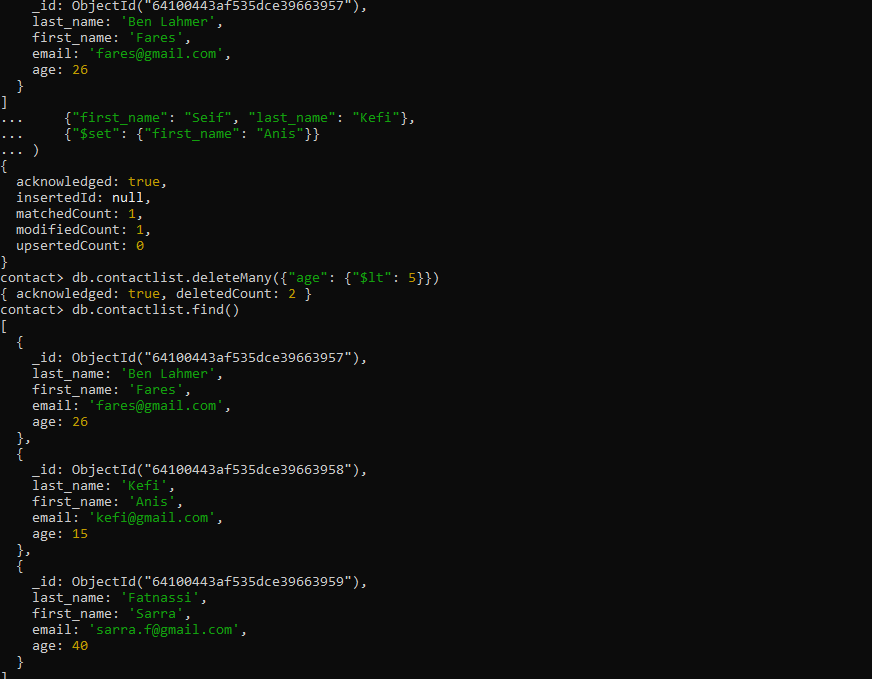 _id: ObjectId("64100443af535dce39663957"),
    last_name: 'Ben Lahmer',
    first_name: 'Fares',
    email: 'fares@gmail.com',
    age: 26
  }
]
...     {"first_name": "Seif", "last_name": "Kefi"},
...     {"$set": {"first_name": "Anis"}}
... )
{
  acknowledged: true,
  insertedId: null,
  matchedCount: 1,
  modifiedCount: 1,
  upsertedCount: 0
}
contact> db.contactlist.deleteMany({"age": {"$lt": 5}})
{ acknowledged: true, deletedCount: 2 }
contact> db.contactlist.find()
[
  {
    _id: ObjectId("64100443af535dce39663957"),
    last_name: 'Ben Lahmer',
    first_name: 'Fares',
    email: 'fares@gmail.com',
    age: 26
  },
  {
    _id: ObjectId("64100443af535dce39663958"),
    last_name: 'Kefi',
    first_name: 'Anis',
    email: 'kefi@gmail.com',
    age: 15
  },
  {
    _id: ObjectId("64100443af535dce39663959"),
    last_name: 'Fatnassi',
    first_name: 'Sarra',
    email: 'sarra.f@gmail.com',
    age: 40
  }
]